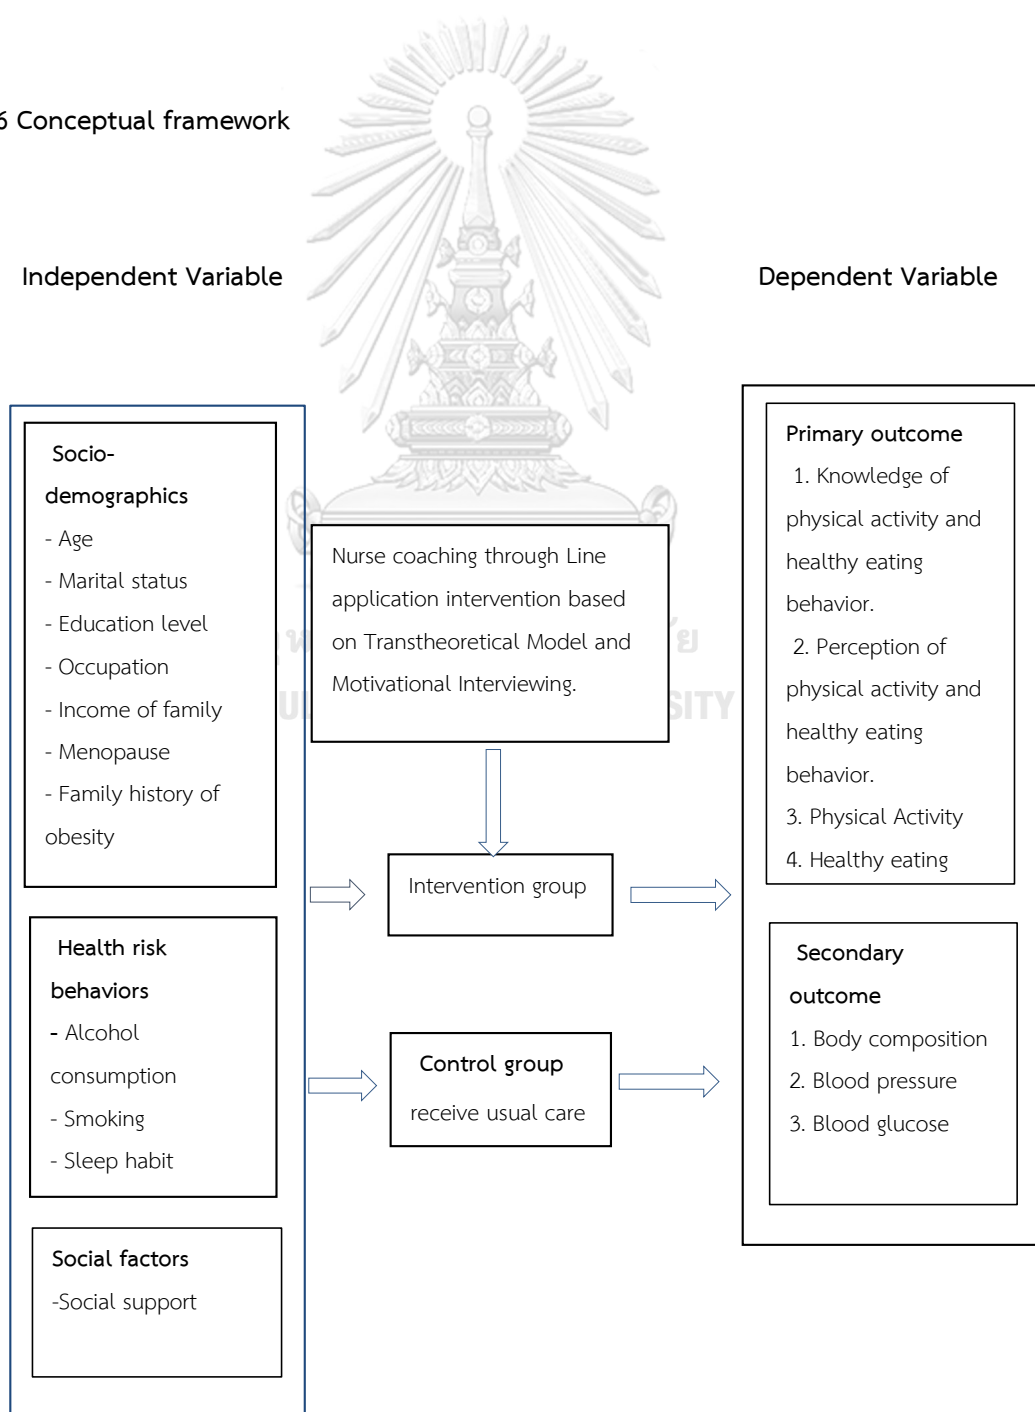 6 Conceptual framework
Independent Variable
Dependent Variable
Socio-
demographics
- Age
- Marital status
- Education level
- Occupation
- Income of family
- Menopause
- Family history of
obesity
Health risk
behaviors
- Alcohol
consumption
- Smoking
- Sleep habit
Social factors
-Social support
Nurse coaching through Line
application intervention based
on Transtheoretical Model and
Motivational Interviewing.
Intervention group
Control group
receive usual care
Primary outcome
1. Knowledge of
physical activity and
healthy eating
behavior.
2. Perception of
physical activity and
healthy eating
behavior.
3. Physical Activity
4. Healthy eating
Secondary
outcome
1. Body composition
2. Blood pressure
3. Blood glucose